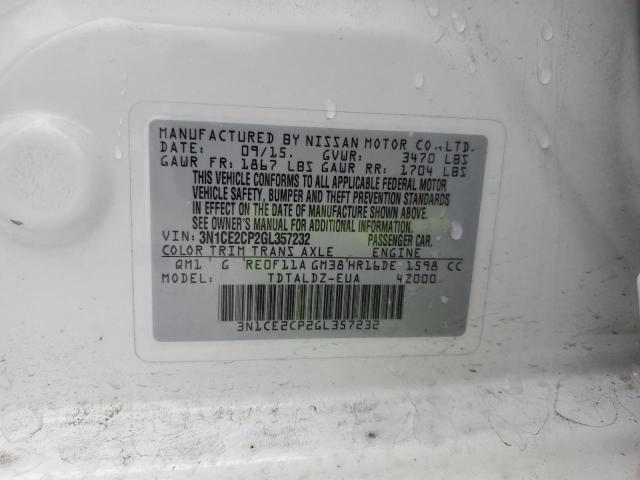 MANUFACTURED BY NISSAN MOTOR CO.,LTD.
DATE: 09/15. GVWR: 3470 LBS
GAWR FR: 1867 LBS GAWR RR: 1704 LBS
THIS VEHICLE CONFORMS TO ALL APPLICABLE FEDERAL MOTOR
VEHICLE SAFETY, BUMPER AND THEFT PREVENTION STANDARDS
IN EFFECT ON THE DATE OF MANUFACTURE SHOWN ABOVE.
SEE OWNER'S MANUAL FOR ADDITIONAL INFORMATION.
VIN: 3N1CE2CP2GL357232 PASSENGER CAR.
COLOR TRIM TRANS AXLE ENGINE
QM1 G RE0F11A GM38 HR16DE 1598 CC
MODEL: TDTALDZ-EUA 4Z000
3N1CE2CP2GL357232